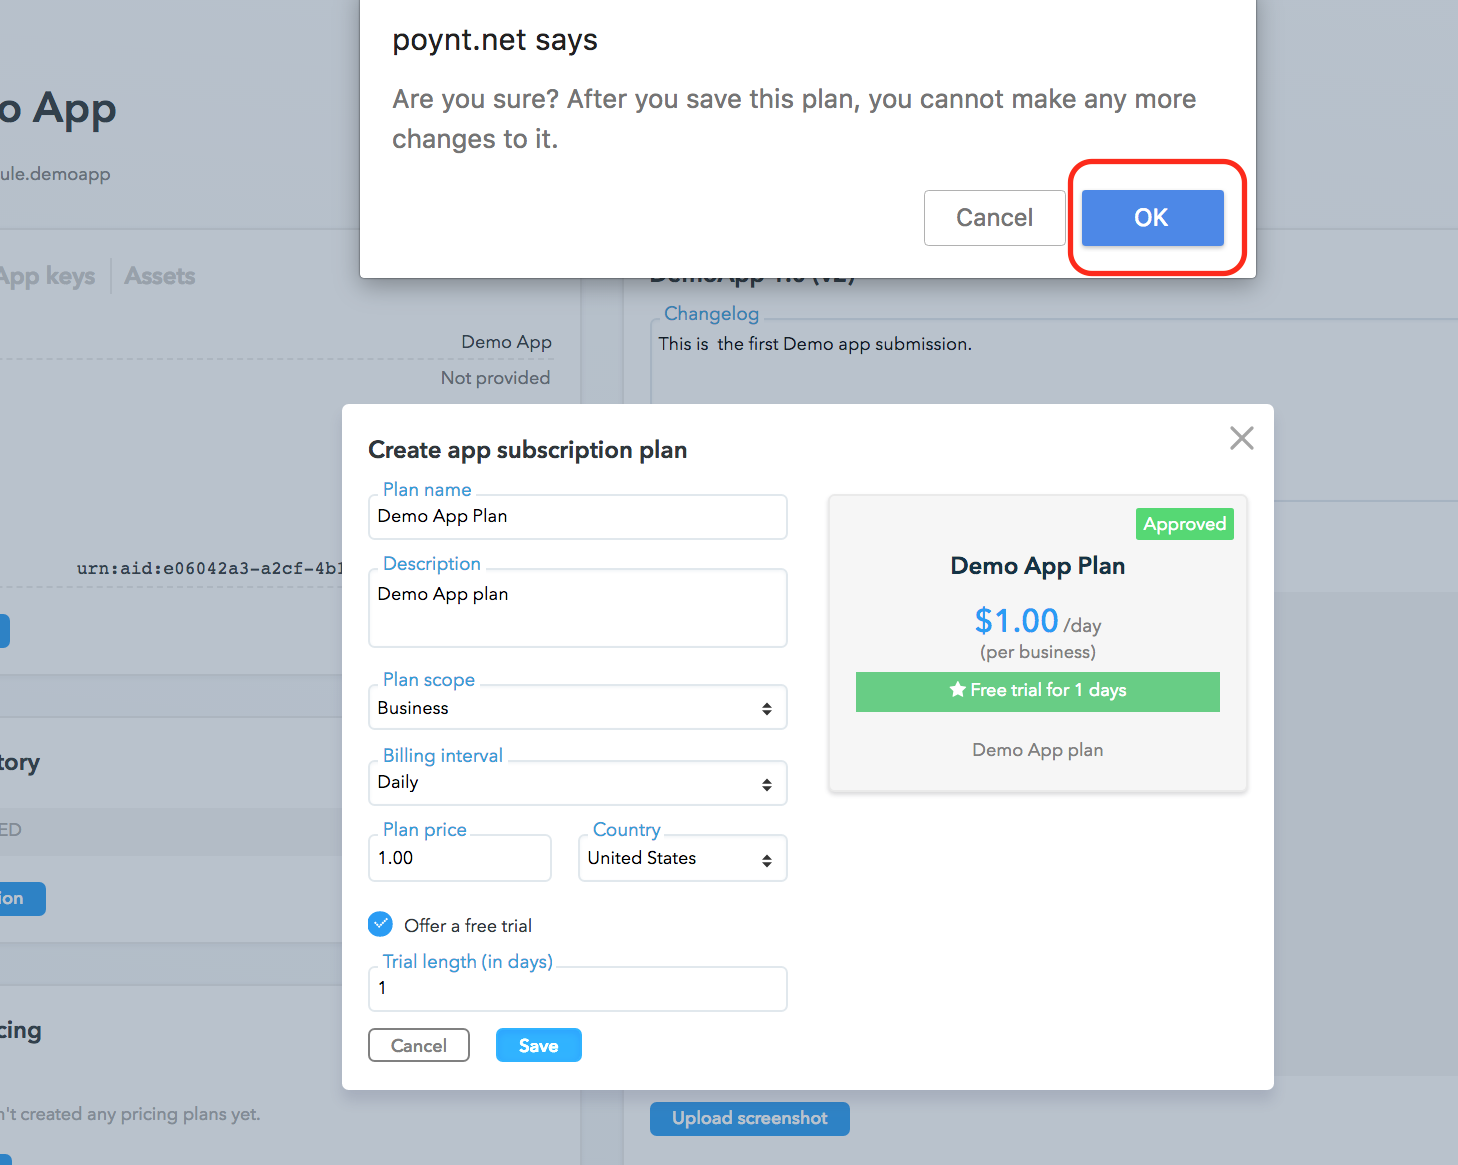 poynt.net says
Are you sure? After you save this plan, you cannot make any more
changes to it.
Cancel
OK
o App
ule.demoapp
App keys
Assets
DemoApp 1.0 (v2)
Changelog
This is  the first Demo app submission.
Demo App
Not provided
urn:aid:e06042a3-a2cf-4b1
tory
ED
ion
cing
n't created any pricing plans yet.
Create app subscription plan
Plan name
Demo App Plan
Description
Demo App plan
Plan scope
Business
Billing interval
Daily
Plan price
1.00
Country
United States
Offer a free trial
Trial length (in days)
1
Cancel
Save
Approved
Demo App Plan
$1.00 /day
(per business)
★ Free trial for 1 days
Demo App plan
Upload screenshot